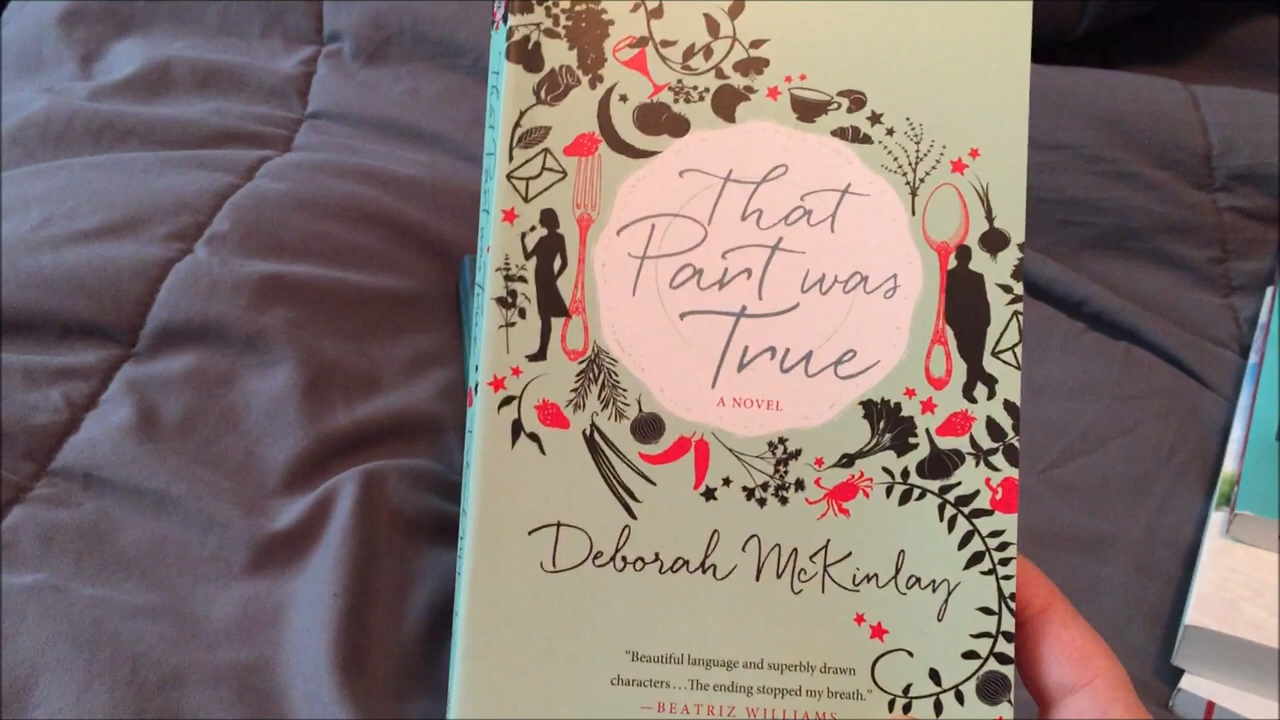 That
Part was
True
A NOVEL
Deborah McKinlay
“Beautiful language and superbly drawn
characters...The ending stopped my breath.”
—BEATRIZ WILLIAMS